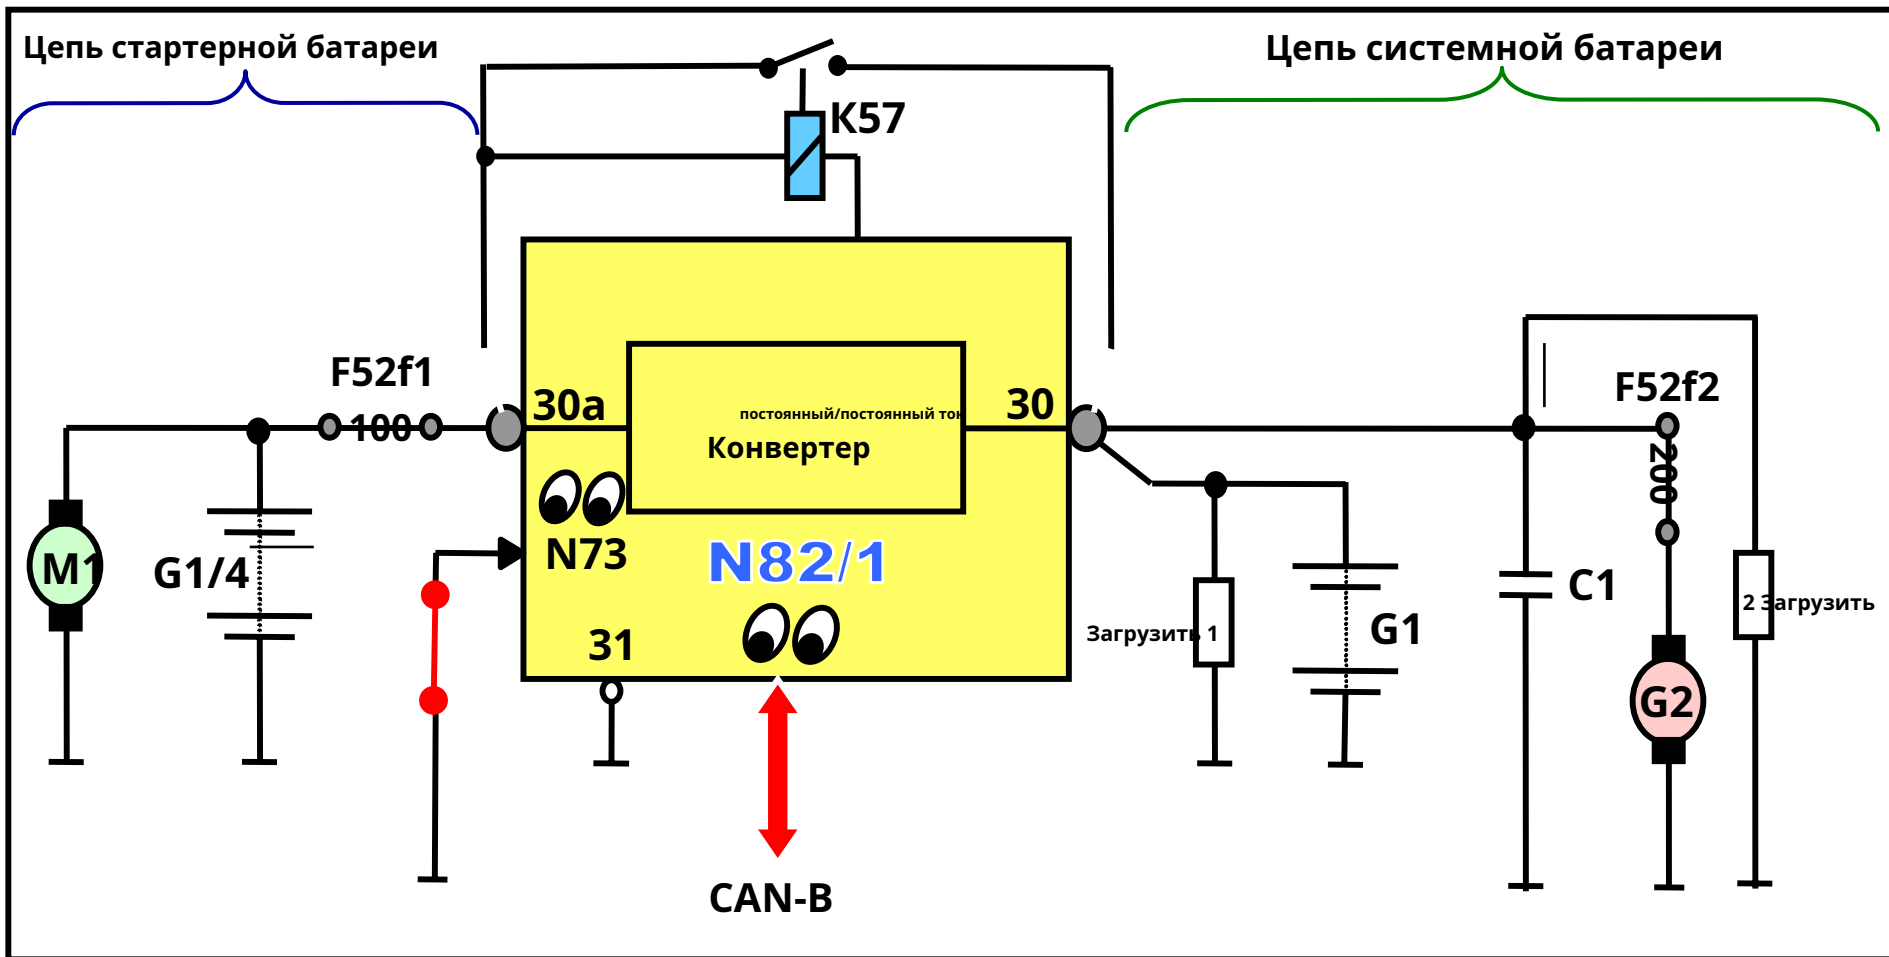 Цепь стартерной батареи
Цепь системной батареи
К57
F52f1
100
30a
30
постоянный/постоянный ток
Конвертер
F52f2
200
M1
G1/4
N73
N82/1
31
Загрузить 1
G1
C1
2 Загрузить
G2
CAN-B